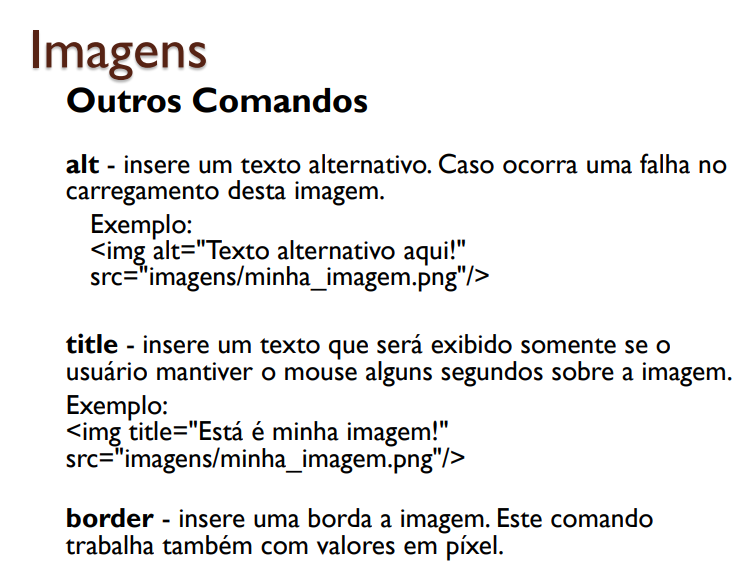 Imagens
Outros Comandos
alt - insere um texto alternativo. Caso ocorra uma falha no
carregamento desta imagem.
Exemplo:
<img alt="Texto alternativo aqui!"
src="imagens/minha_imagem.png"/>
title - insere um texto que será exibido somente se o
usuário mantiver o mouse alguns segundos sobre a imagem.
Exemplo:
<img title="Está é minha imagem!"
src="imagens/minha_imagem.png"/>
border - insere uma borda a imagem. Este comando
trabalha também com valores em píxel.